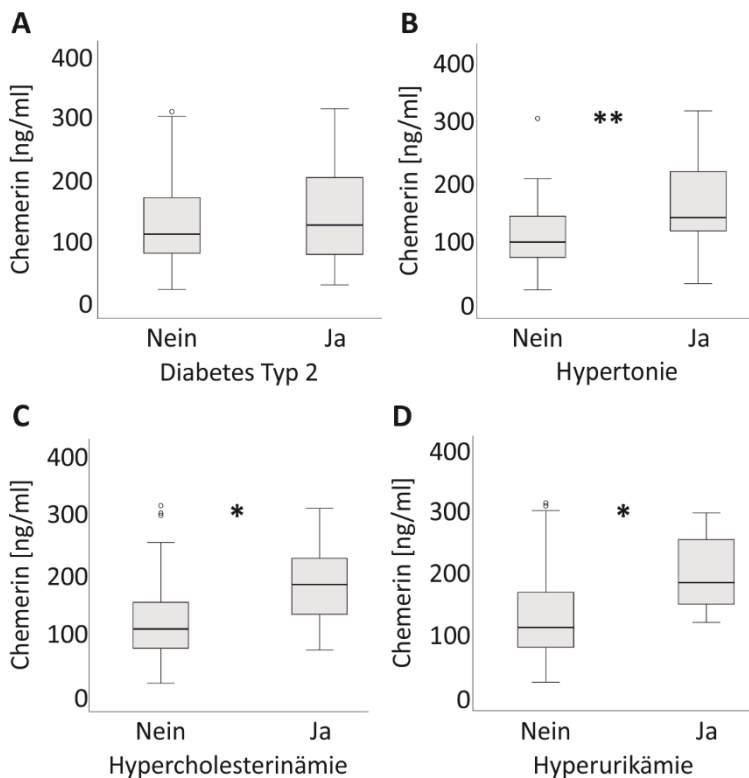 A
Chemerin [ng/ml]
400
300
200
100
0
Nein Ja
Diabetes Typ 2
B
Chemerin [ng/ml]
400
300
200
100
0
**
Nein Ja
Hypertonie
C
Chemerin [ng/ml]
400
300
200
100
0
*
Nein Ja
Hypercholesterinämie
D
Chemerin [ng/ml]
400
300
200
100
0
*
Nein Ja
Hyperurikämie